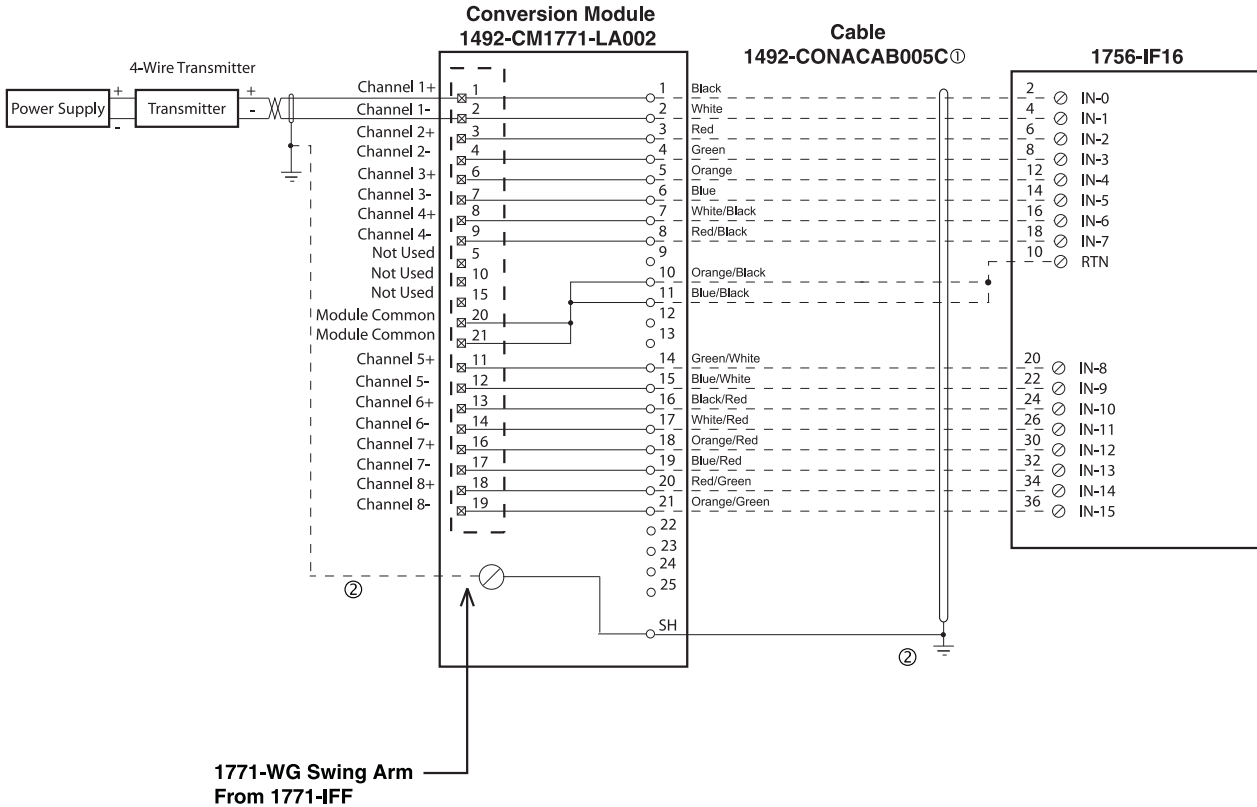 Conversion Module
1492-CM1771-LA002
Cable
1492-CONACAB005C①
1756-IF16
4-Wire Transmitter
Power Supply
+
-
Transmitter
+
-
Channel 1+ 1 1 Black 2 IN-0
Channel 1- 2 2 White 4 IN-1
Channel 2+ 3 3 Red 6 IN-2
Channel 2- 4 4 Green 8 IN-3
Channel 3+ 6 5 Orange 12 IN-4
Channel 3- 7 6 Blue 14 IN-5
Channel 4+ 8 7 White/Black 16 IN-6
Channel 4- 9 8 Red/Black 18 IN-7
Not Used 5 9 10 RTN
Not Used 10 10 Orange/Black
Not Used 15 11 Blue/Black
Module Common 20 12
Module Common 21 13
Channel 5+ 11 14 Green/White 20 IN-8
Channel 5- 12 15 Blue/White 22 IN-9
Channel 6+ 13 16 Black/Red 24 IN-10
Channel 6- 14 17 White/Red 26 IN-11
Channel 7+ 16 18 Orange/Red 30 IN-12
Channel 7- 17 19 Blue/Red 32 IN-13
Channel 8+ 18 20 Red/Green 34 IN-14
Channel 8- 19 21 Orange/Green 36 IN-15
22
23
24
25
②
SH
②
1771-WG Swing Arm
From 1771-IFF